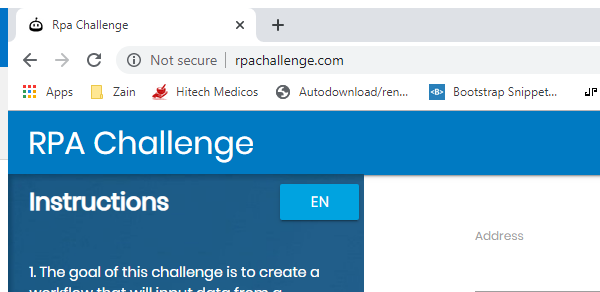 Rpa Challenge
Not secure | rpachallenge.com
Apps Zain Hitech Medicos Autodownload/ren... <B> Bootstrap Snippet...
RPA Challenge
Instructions EN
Address
1. The goal of this challenge is to create a
workflow that will input data from a